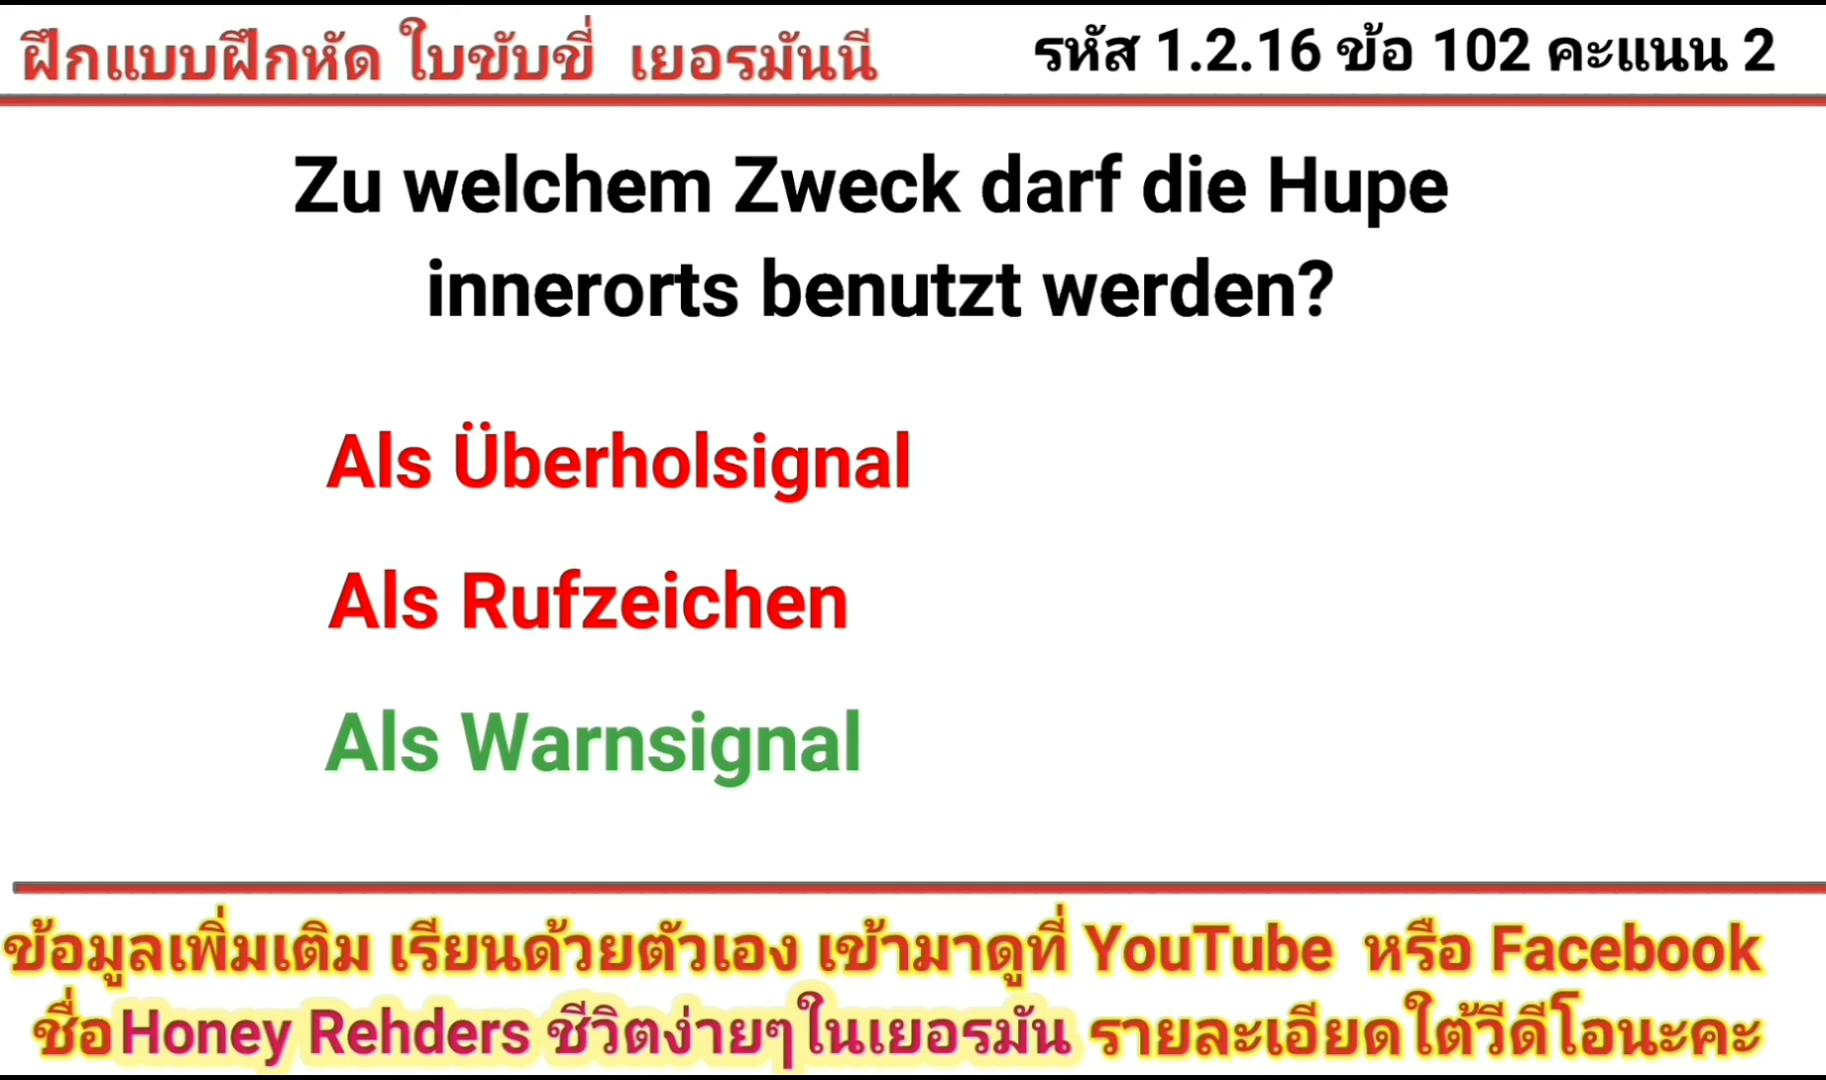 ฝึกแบบฝึกหัด ใบขับขี่ เยอรมันนี
รหัส 1.2.16 ข้อ 102 คะแนน 2
Zu welchem Zweck darf die Hupe
innerorts benutzt werden?
Als Überholsignal
Als Rufzeichen
Als Warnsignal
ข้อมูลเพิ่มเติม เรียนด้วยตัวเอง เข้ามาดูที่ YouTube หรือ Facebook
ชื่อ Honey Rehders ชีวิตง่ายๆในเยอรมัน รายละเอียดใต้วีดีโอนะคะ